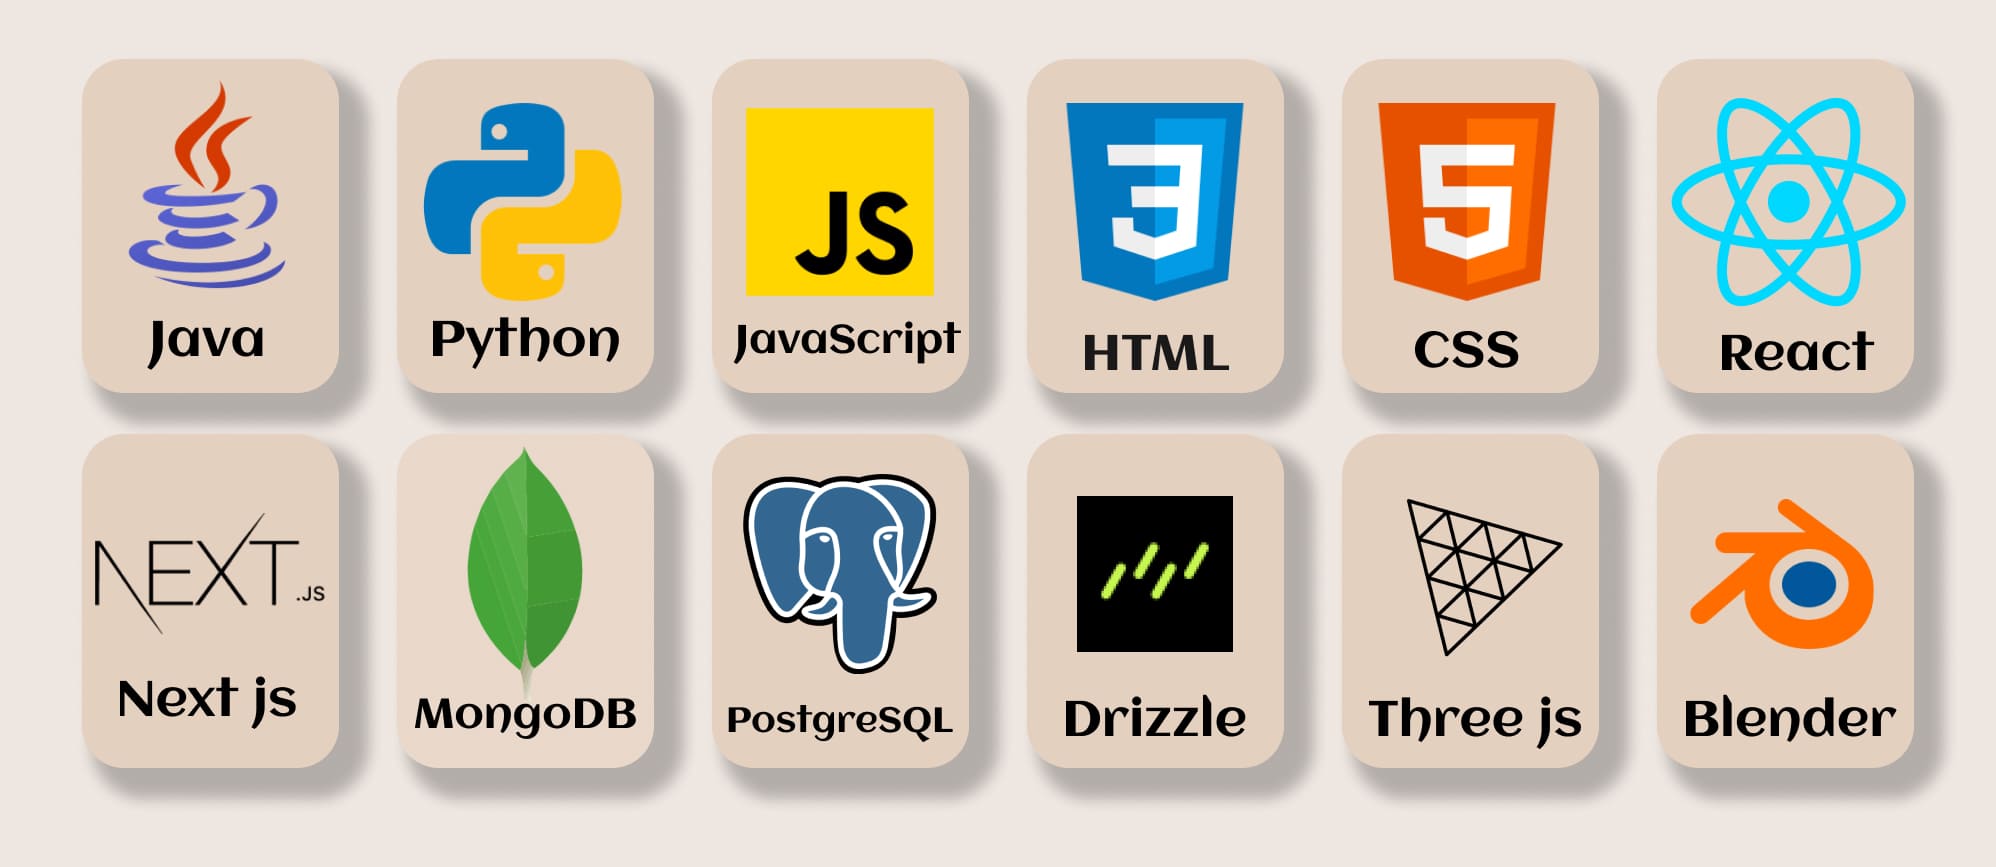 JS
3
5
Java
Python
JavaScript
HTML
CSS
React
NEXT.JS
Next js
MongoDB
PostgreSQL
Drizzle
Three js
Blender